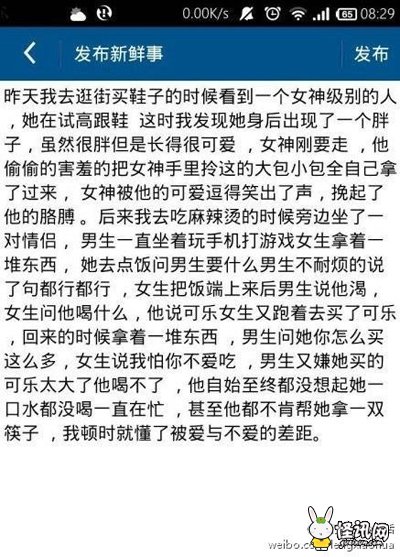 0.00K/s 65 08:29
发布新鲜事 发布
昨天我去逛街买鞋子的时候看到一个女神级别的人
，她在试高跟鞋 这时我发现她身后出现了一个胖
子，虽然很胖但是长得很可爱 ，女神刚要走 ，他
偷偷的害羞的把女神手里拎这的大包小包全自己拿
了过来， 女神被他的可爱逗得笑出了声，挽起了
他的胳膊 。后来我去吃麻辣烫的时候旁边坐了一
对情侣 ，男生一直坐着玩手机打游戏女生拿着一
堆东西 ，她去点饭问男生要什么男生不耐烦的说
了句都行都行 ，女生把饭端上来后男生说他渴，
女生问他喝什么，他说可乐女生又跑着去买了可乐
，回来的时候拿着一堆东西 ，男生问她你怎么买
这么多，女生说我怕你不爱吃 ，男生又嫌她买的
可乐太大了他喝不了 ，他自始至终都没想起她一
口水都没喝一直在忙 ，甚至他都不肯帮她拿一双
筷子 ，我顿时就懂了被爱与不爱的差距。
怪讯网